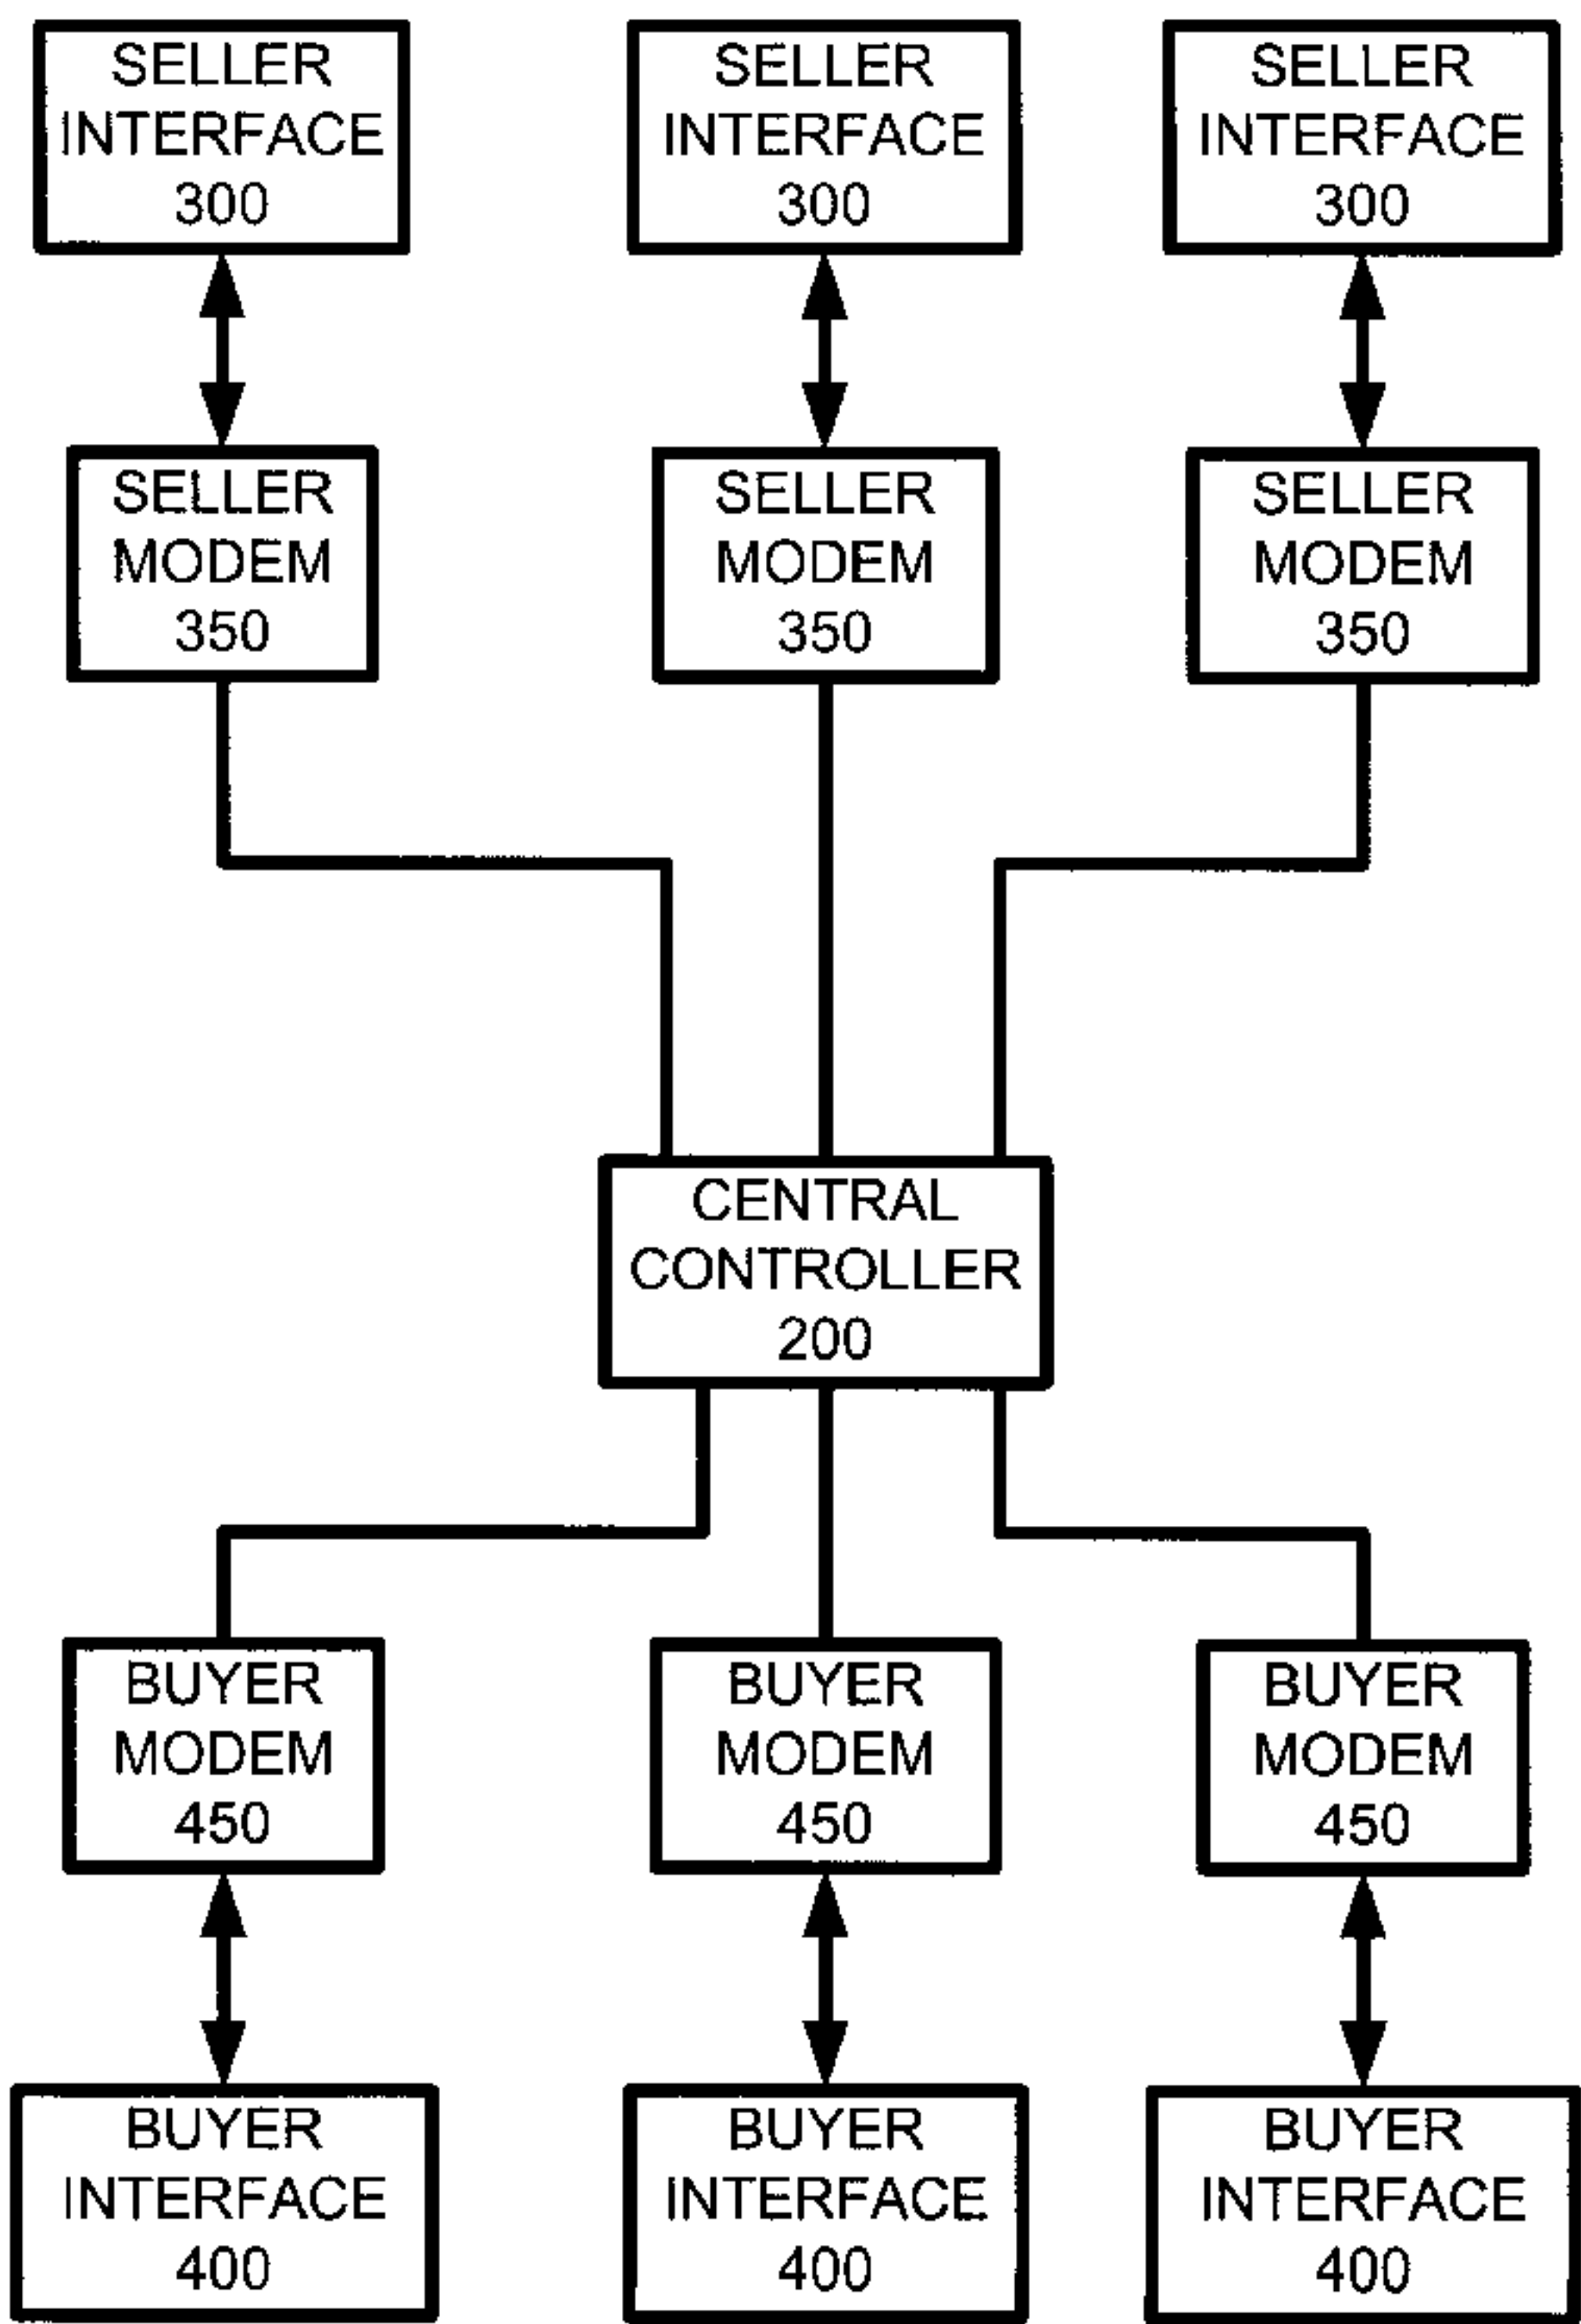 SELLER
INTERFACE
300
SELLER
INTERFACE
300
SELLER
INTERFACE
300
SELLER
MODEM
350
SELLER
MODEM
350
SELLER
MODEM
350
CENTRAL
CONTROLLER
200
BUYER
MODEM
450
BUYER
MODEM
450
BUYER
MODEM
450
BUYER
INTERFACE
400
BUYER
INTERFACE
400
BUYER
INTERFACE
400